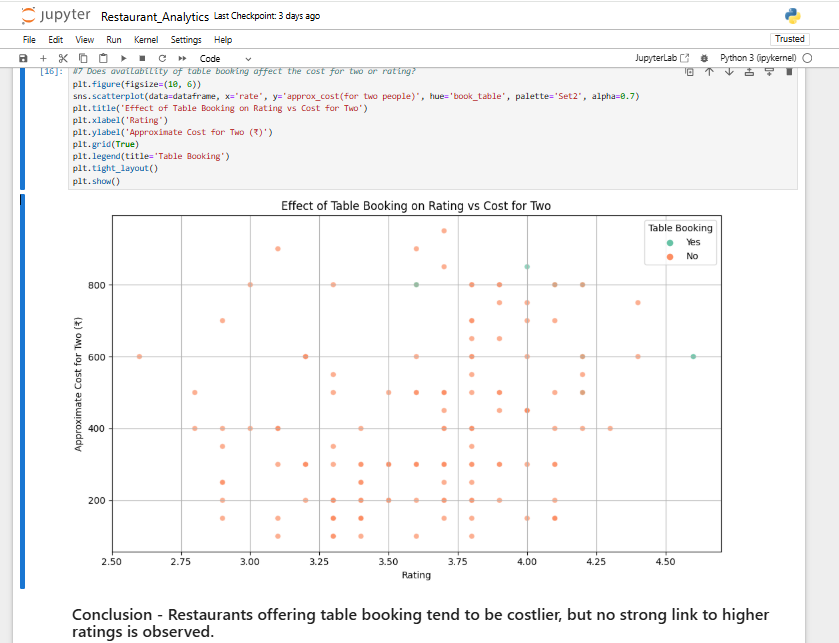 jupyter Restaurant_Analytics Last Checkpoint: 3 days ago
File Edit View Run Kernel Settings Help
Trusted
Code
JupyterLab
Python 3 (ipykernel)
[16]: #7 Does availability of table booking affect the cost for two or rating?
plt.figure(figsize=(10, 6))
sns.scatterplot(data=dataframe, x='rate', y='approx_cost(for two people)', hue='book_table', palette='Set2', alpha=0.7)
plt.title('Effect of Table Booking on Rating vs Cost for Two')
plt.xlabel('Rating')
plt.ylabel('Approximate Cost for Two (₹)')
plt.grid(True)
plt.legend(title='Table Booking')
plt.tight_layout()
plt.show()
Effect of Table Booking on Rating vs Cost for Two
Table Booking
Yes
No
Approximate Cost for Two (₹)
800
600
400
200
2.50 2.75 3.00 3.25 3.50 3.75 4.00 4.25 4.50
Rating
Conclusion - Restaurants offering table booking tend to be costlier, but no strong link to higher
ratings is observed.